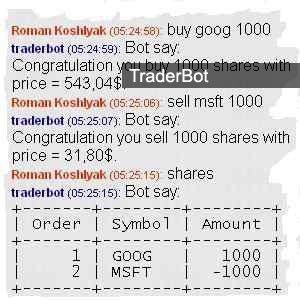 Roman Koshlyak (05:24:58): buy goog 1000
traderbot (05:24:59): Bot say:
Congratulation you buy 1000 shares with
price = 543,04$.
TraderBot
Roman Koshlyak (05:25:06): sell msft 1000
traderbot (05:25:07): Bot say:
Congratulation you sell 1000 shares with
price = 31,80$.
Roman Koshlyak (05:25:15): shares
traderbot (05:25:15): Bot say:
+-------+--------+--------+
| Order | Symbol | Amount |
+-------+--------+--------+
| 1 | GOOG | 1000 |
| 2 | MSFT | -1000 |
+-------+--------+--------+